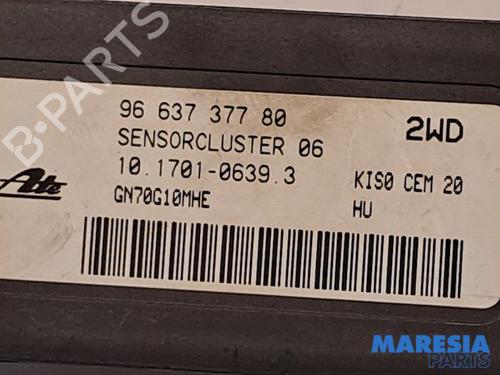 B-PARTS
96 637 377 80
2WD
SENSORCLUSTER 06
Ate
10.1701-0639.3
KISO CEM 20
GN70G10MHE
HU
MARESIA
PARTS